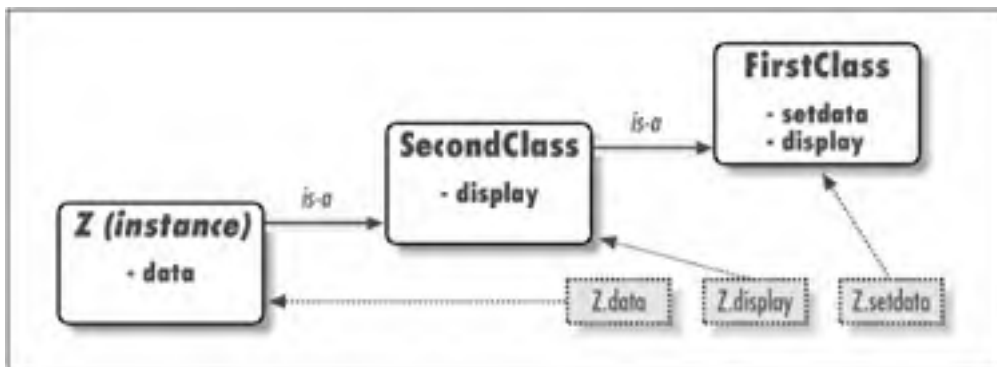 FirstClass
- setdata
- display
is-a
SecondClass
- display
is-a
Z (instance)
- data
Z.data
Z.display
Z.setdata